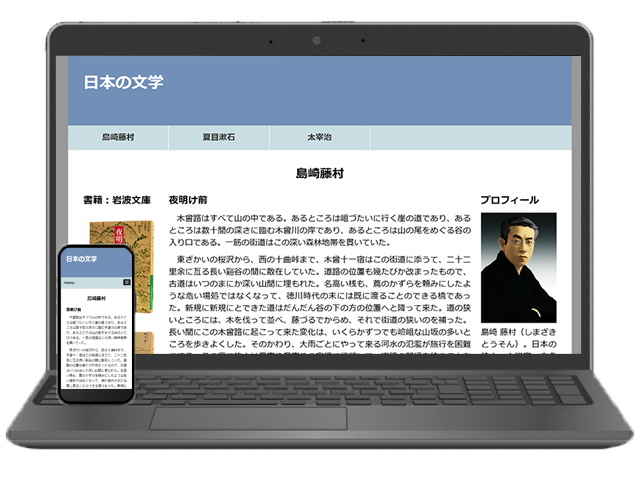 日本の文学
島崎藤村
夏目漱石
太宰治
島崎藤村
書籍：岩波文庫
夜明け前
木曾路はすべて山の中である。あるところは岨づたいに行く崖の道であり、ある
ところは数十間の深さに臨む木曾川の岸であり、あるところは山の尾をめぐる谷の
入り口である。一筋の街道はこの深い森林地帯を貫いていた。
東ざかいの桜沢から、西の十曲峠まで、木曾十一宿はこの街道に添うて、二十二
里余に亙る長い谿谷の間に散在していた。道路の位置も幾たびか改まったもので、
古道はいつのまにか深い山間に埋もれた。名高い桟も、蔦のかずらを頼みにしたよ
うな危い場処ではなくなって、徳川時代の末には既に渡ることのできる橋であっ
た。新規に新規にとできた道はだんだん谷の下の方の位置へと降って来た。道の狭
いところには、木を伐って並べ、藤づるでからめ、それで街道の狭いのを補った。
長い間にこの木曾路に起こって来た変化は、いくらかずつでも嶮岨な山坂の多いと
ころを歩きよくした。そのかわり、大雨ごとにやって来る河水の氾濫が旅行を困難
プロフィール
島崎 藤村（しまざき
とうそん）。日本の
日本の文学
menu
島崎藤村
夜明け前